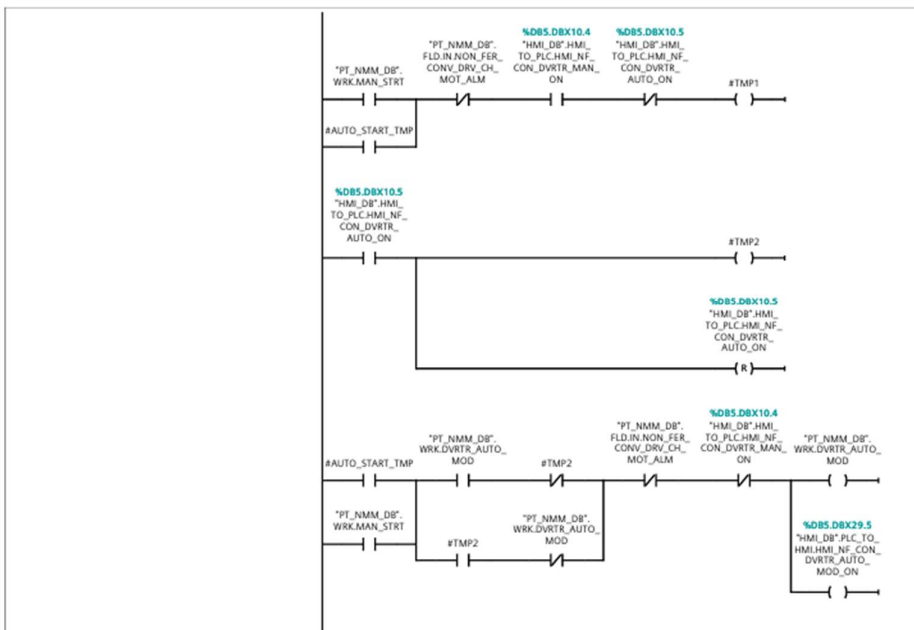 %DB5.DBX10.4
%DB5.DBX10.5
"PT_NMM_DB".
FLD.IN.NON_FER_
CONV_DRV_CH_
MOT_ALM
"HMI_DB".HMI_
TO_PLC.HMI_NF_
CON_DVRTR_MAN_
ON
"HMI_DB".HMI_
TO_PLC.HMI_NF_
CON_DVRTR_
AUTO_ON
"PT_NMM_DB".
WRK.MAN_STRT
#TMP1
#AUTO_START_TMP
%DB5.DBX10.5
"HMI_DB".HMI_
TO_PLC.HMI_NF_
CON_DVRTR_
AUTO_ON
#TMP2
%DB5.DBX10.5
"HMI_DB".HMI_
TO_PLC.HMI_NF_
CON_DVRTR_
AUTO_ON
R
%DB5.DBX10.4
"PT_NMM_DB".
FLD.IN.NON_FER_
CONV_DRV_CH_
MOT_ALM
"HMI_DB".HMI_
TO_PLC.HMI_NF_
CON_DVRTR_MAN_
ON
"PT_NMM_DB".
WRK.DVRTR_AUTO_
MOD
"PT_NMM_DB".
WRK.DVRTR_AUTO_
MOD
#AUTO_START_TMP
#TMP2
"PT_NMM_DB".
WRK.MAN_STRT
#TMP2
"PT_NMM_DB".
WRK.DVRTR_AUTO_
MOD
%DB5.DBX29.5
"HMI_DB".PLC_TO_
HMI.HMI_NF_CON_
DVRTR_AUTO_
MOD_ON